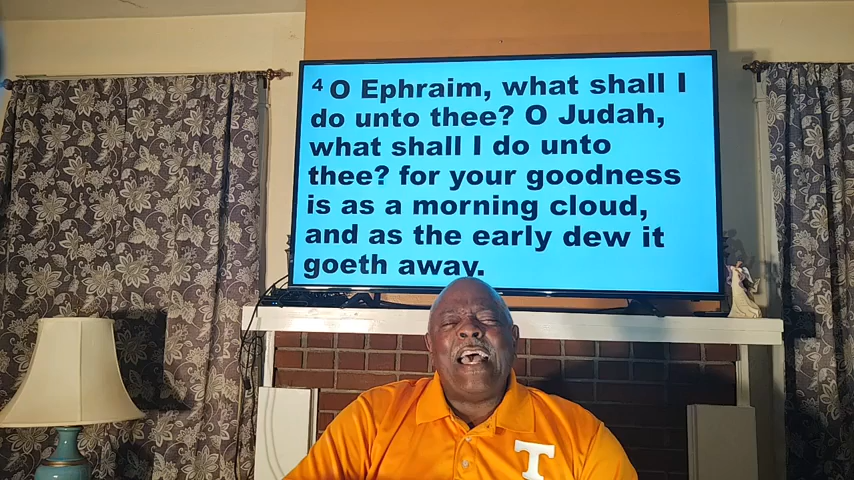 4 O Ephraim, what shall I
do unto thee? O Judah,
what shall I do unto
thee? for your goodness
is as a morning cloud,
and as the early dew it
goeth away.
T